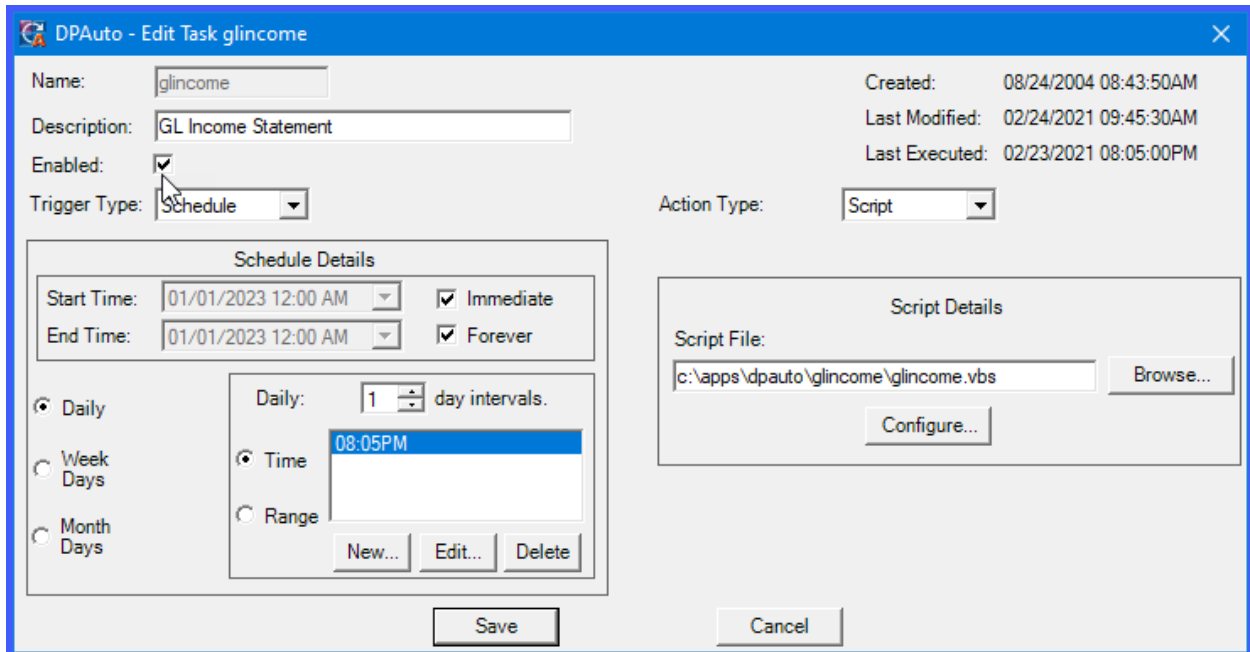 DPAuto - Edit Task glincome
Name: glincome
Created: 08/24/2004 08:43:50AM
Description: GL Income Statement
Last Modified: 02/24/2021 09:45:30AM
Enabled:
Last Executed: 02/23/2021 08:05:00PM
Trigger Type: Schedule
Action Type: Script
Schedule Details
Start Time: 01/01/2023 12:00 AM Immediate
End Time: 01/01/2023 12:00 AM Forever
Daily
Week
Days
Month
Days
Daily: 1 day intervals.
Time
08:05PM
Range
New... Edit... Delete
Script Details
Script File:
c:\apps\dpauto\glincome\glincome.vbs Browse...
Configure...
Save Cancel